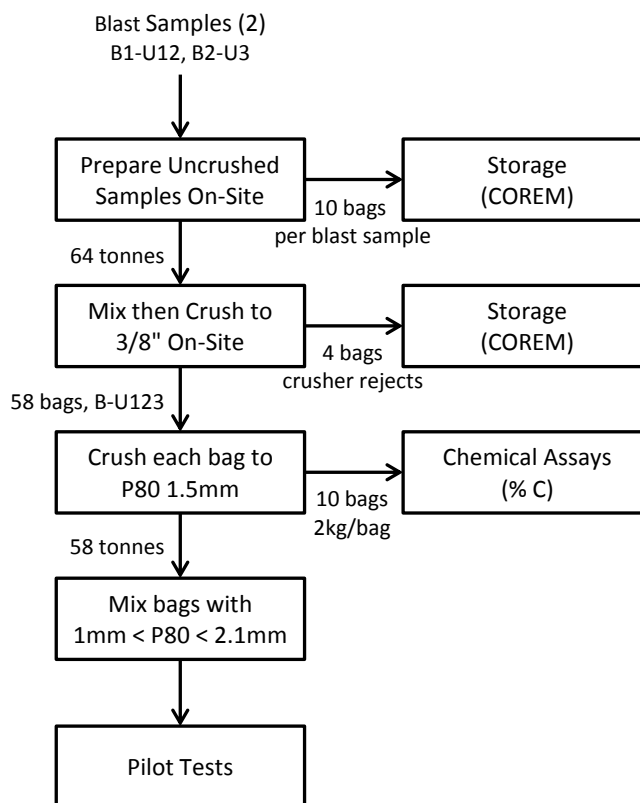 Blast Samples (2)
B1-U12, B2-U3
Prepare Uncrushed
Samples On-Site
10 bags
per blast sample
Storage
(COREM)
64 tonnes
Mix then Crush to
3/8" On-Site
4 bags
crusher rejects
Storage
(COREM)
58 bags, B-U123
Crush each bag to
P80 1.5mm
10 bags
2kg/bag
Chemical Assays
(% C)
58 tonnes
Mix bags with
1mm < P80 < 2.1mm
Pilot Tests